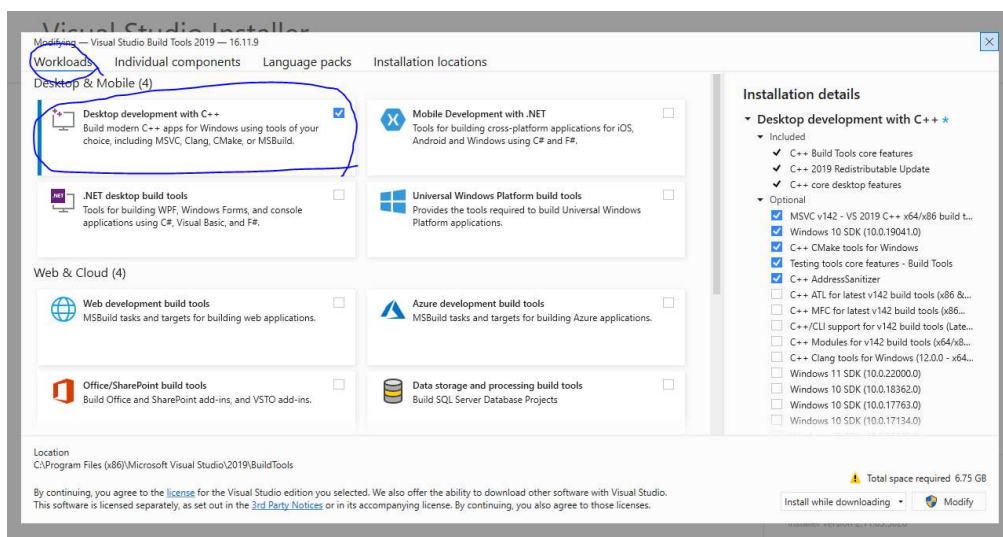 Visual Studio Installer
Modifying — Visual Studio Build Tools 2019 — 16.11.9
Workloads Individual components Language packs Installation locations
Desktop & Mobile (4)
Desktop development with C++
Build modern C++ apps for Windows using tools of your
choice, including MSVC, Clang, CMake, or MSBuild.
Mobile Development with .NET
Tools for building cross-platform applications for iOS,
Android and Windows using C# and F#.
.NET desktop build tools
Tools for building WPF, Windows Forms, and console
applications using C#, Visual Basic, and F#.
Universal Windows Platform build tools
Provides the tools required to build Universal Windows
Platform applications.
Web & Cloud (4)
Web development build tools
MSBuild tasks and targets for building web applications.
Azure development build tools
MSBuild tasks and targets for building Azure applications.
Office/SharePoint build tools
Build Office and SharePoint add-ins, and VSTO add-ins.
Data storage and processing build tools
Build SQL Server Database Projects
Installation details
Desktop development with C++ *
Included
C++ Build Tools core features
C++ 2019 Redistributable Update
C++ core desktop features
Optional
MSVC v142 - VS 2019 C++ x64/x86 build t...
Windows 10 SDK (10.0.19041.0)
C++ CMake tools for Windows
Testing tools core features - Build Tools
C++ AddressSanitizer
C++ ATL for latest v142 build tools (x86 &...
C++ MFC for latest v142 build tools (x86...
C++/CLI support for v142 build tools (Late...
C++ Modules for v142 build tools (x64/x8...
C++ Clang tools for Windows (12.0.0 - x64...
Windows 11 SDK (10.0.22000.0)
Windows 10 SDK (10.0.18362.0)
Windows 10 SDK (10.0.17763.0)
Windows 10 SDK (10.0.17134.0)
Location
C:\Program Files (x86)\Microsoft Visual Studio\2019\BuildTools
By continuing, you agree to the license for the Visual Studio edition you selected. We also offer the ability to download other software with Visual Studio.
This software is licensed separately, as set out in the 3rd Party Notices or in its accompanying license. By continuing, you also agree to those licenses.
Total space required 6.75 GB
Install while downloading Modify